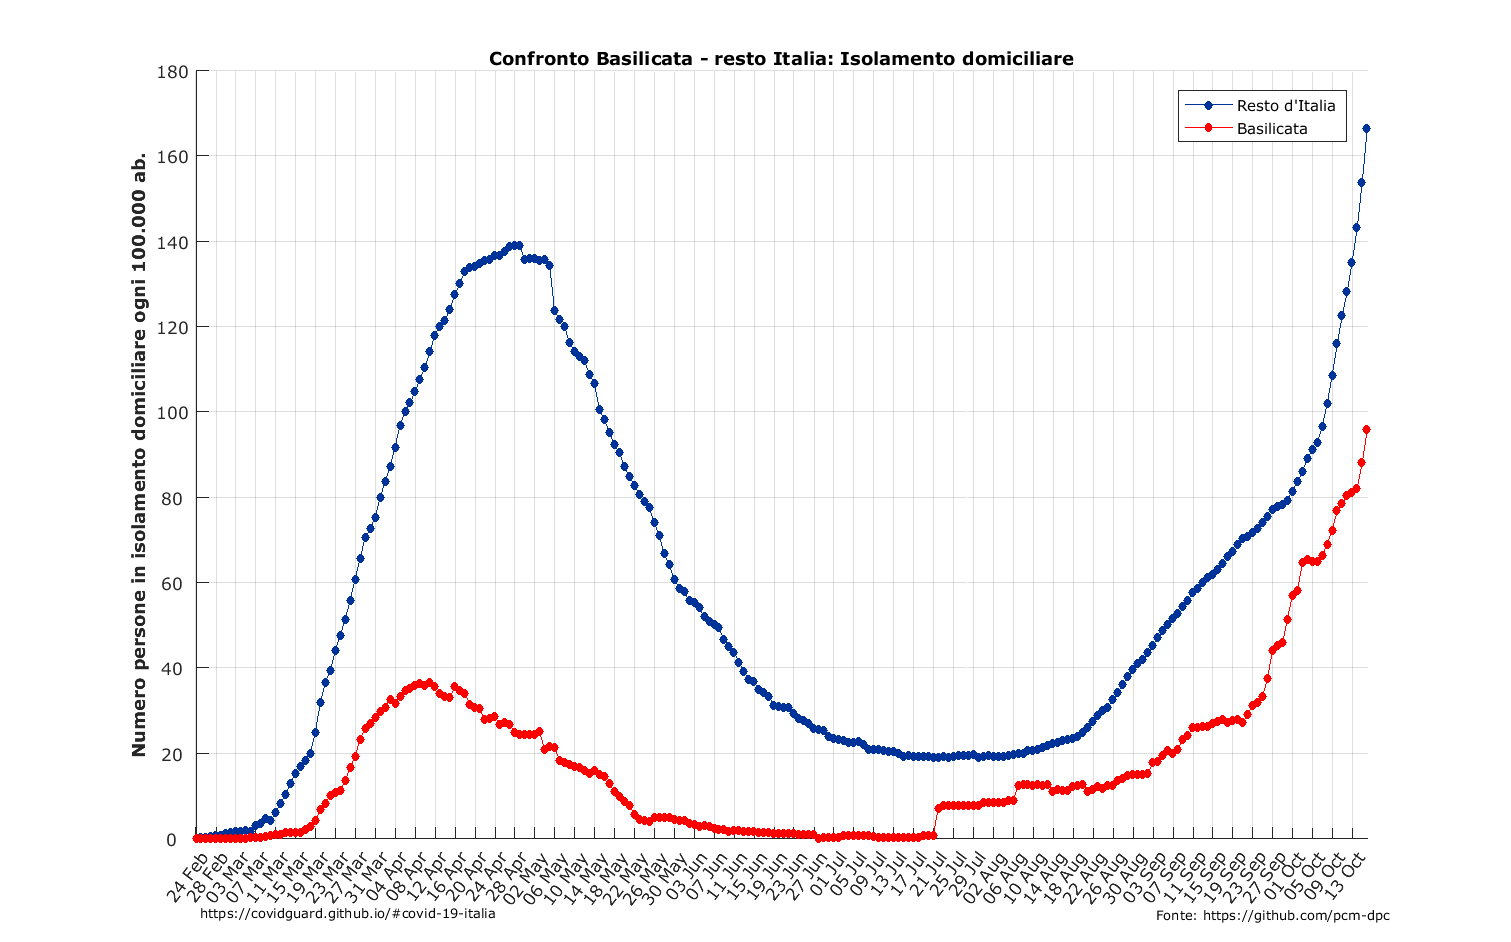 Confronto Basilicata - resto Italia: Isolamento domiciliare
Numero persone in isolamento domiciliare ogni 100.000 ab.
180
160
140
120
100
80
60
40
20
0
Resto d'Italia
Basilicata
24 Feb
28 Feb
03 Mar
07 Mar
11 Mar
15 Mar
19 Mar
23 Mar
27 Mar
31 Mar
04 Apr
08 Apr
12 Apr
16 Apr
20 Apr
24 Apr
28 Apr
02 May
06 May
10 May
14 May
18 May
22 May
26 May
30 May
03 Jun
07 Jun
11 Jun
15 Jun
19 Jun
23 Jun
27 Jun
01 Jul
05 Jul
09 Jul
13 Jul
17 Jul
21 Jul
25 Jul
29 Jul
02 Aug
06 Aug
10 Aug
14 Aug
18 Aug
22 Aug
26 Aug
30 Aug
03 Sep
07 Sep
11 Sep
15 Sep
19 Sep
23 Sep
27 Sep
01 Oct
05 Oct
09 Oct
13 Oct
https://covidguard.github.io/#covid-19-italia
Fonte: https://github.com/pcm-dpc